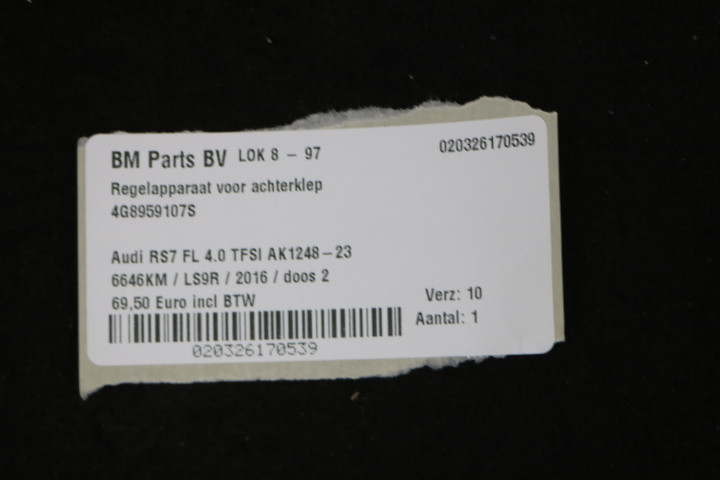 BM Parts BV LOK 8 - 97 020326170539
Regelapparaat voor achterklep
4G8959107S
Audi RS7 FL 4.0 TFSI AK1248-23
6646KM / LS9R / 2016 / doos 2
69,50 Euro incl BTW Verz: 10
Aantal: 1
020326170539